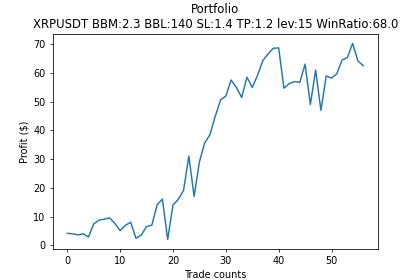 Portfolio
XRPUSDT BBM:2.3 BBL:140 SL:1.4 TP:1.2 lev:15 WinRatio:68.0
70
60
50
40
30
20
10
0
Profit ($)
0 10 20 30 40 50
Trade counts